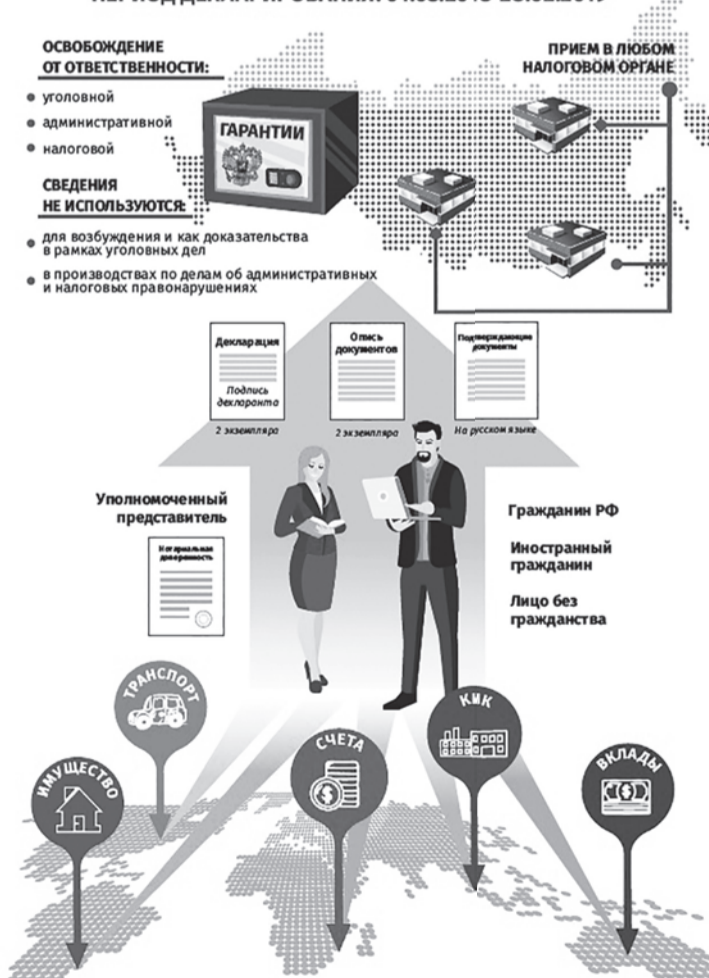 ОСВОБОЖДЕНИЕ
ОТ ОТВЕТСТВЕННОСТИ:
уголовной
административной
налоговой
СВЕДЕНИЯ
НЕ ИСПОЛЬЗУЮТСЯ:
для возбуждения и как доказательства
в рамках уголовных дел
в производствах по делам об административных
и налоговых правонарушениях
ГАРАНТИИ
ПРИЕМ В ЛЮБОМ
НАЛОГОВОМ ОРГАНЕ
Декларация
Подпись
декларанта
2 экземпляра
Опись
документов
2 экземпляра
Подтверждающие
документы
На русском языке
Уполномоченный
представитель
Нотариальная
доверенность
Гражданин РФ
Иностранный
гражданин
Лицо без
гражданства
ТРАНСПОРТ
ИМУЩЕСТВО
СЧЕТА
КИК
ВКЛАДЫ